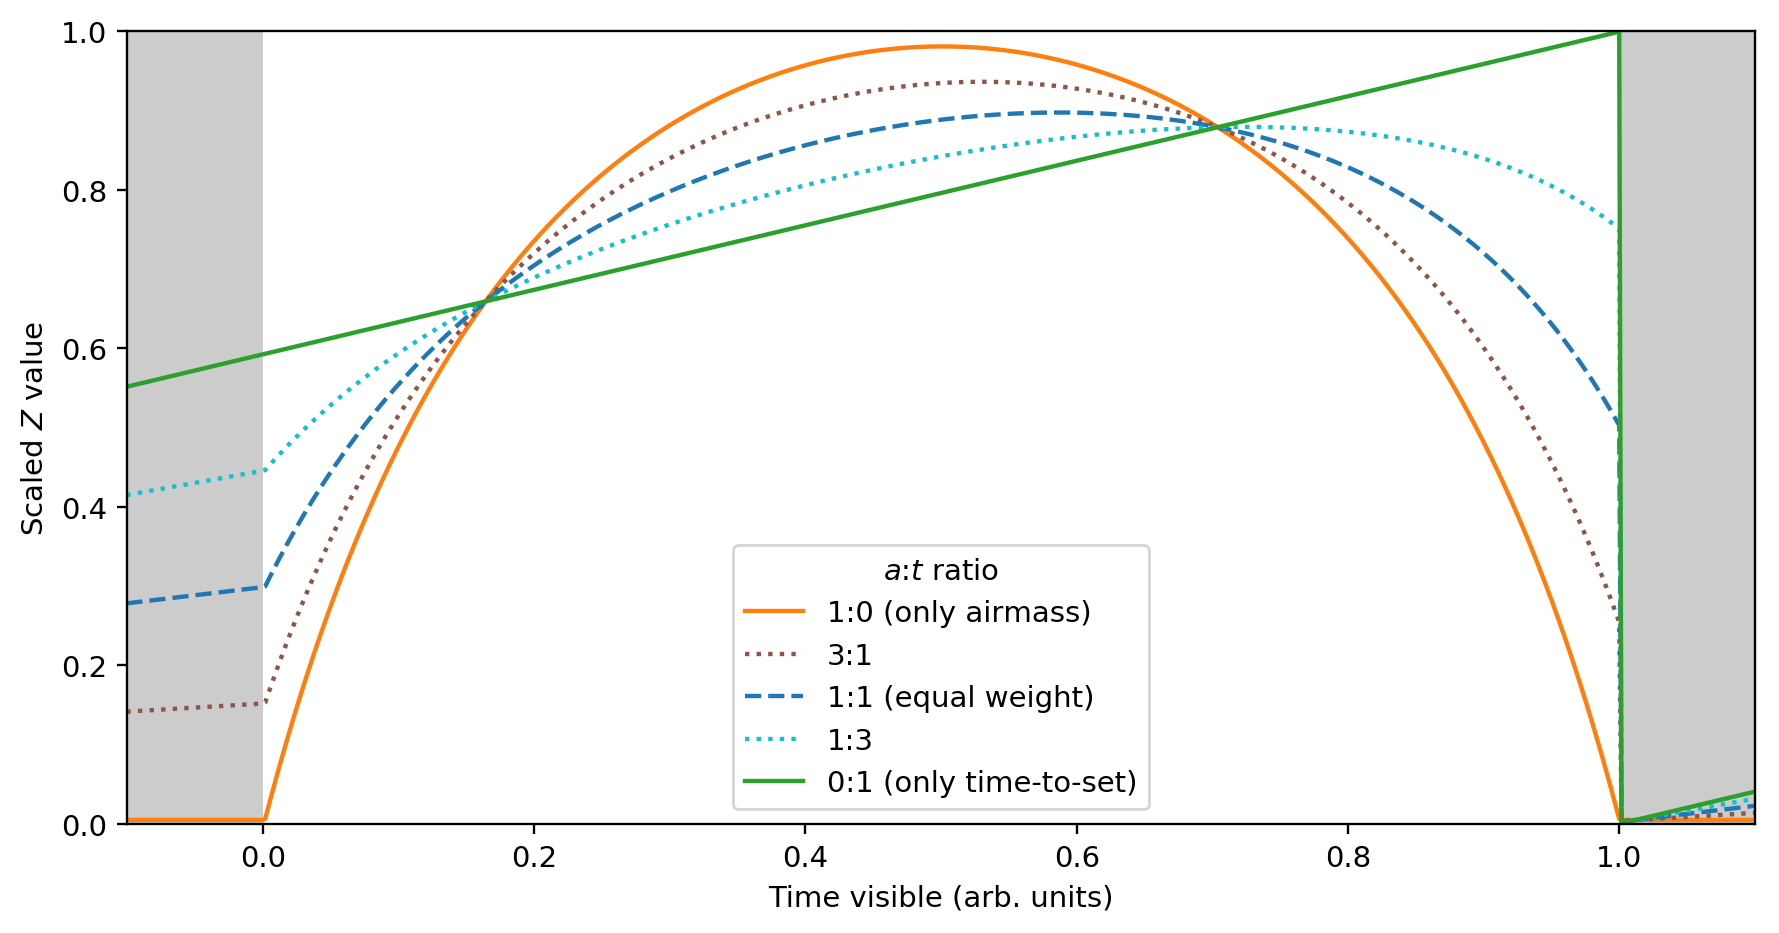 1.0
0.8
0.6
0.4
0.2
0.0
Scaled Z value
a:t ratio
1:0 (only airmass)
3:1
1:1 (equal weight)
1:3
0:1 (only time-to-set)
0.0 0.2 0.4 0.6 0.8 1.0
Time visible (arb. units)